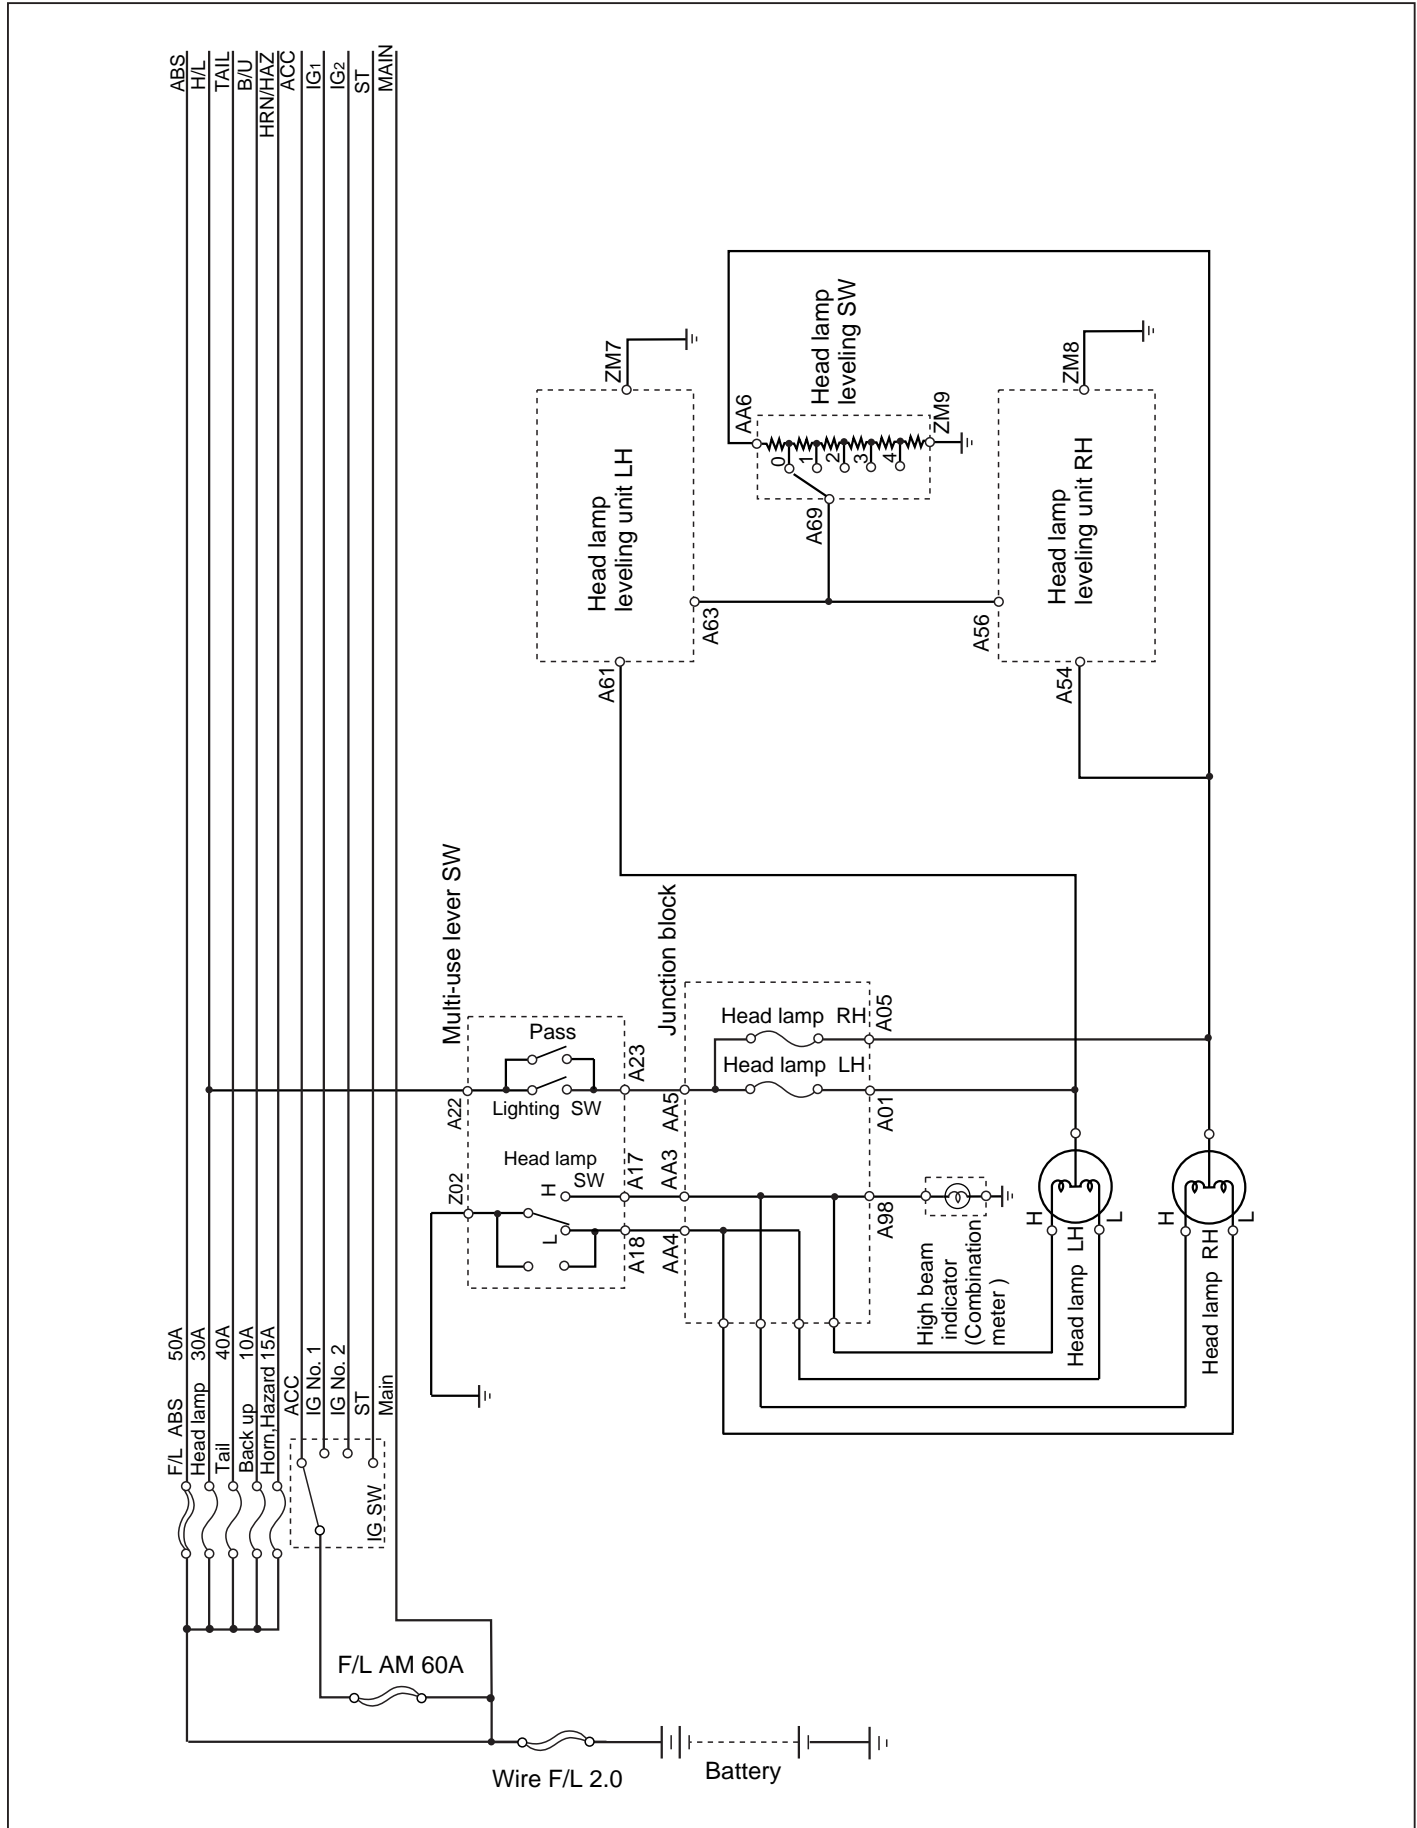 ABS
H/L
TAIL
B/U
HRN/HAZ
ACC
IG1
IG2
ST
MAIN
ZM7
Head lamp
leveling SW
AA6
ZM9
0
1
2
3
4
A69
ZM8
Head lamp
leveling unit LH
Head lamp
leveling unit RH
A63
A56
A61
A54
Multi-use lever SW
Junction block
Pass
Lighting SW
A22
A23
AA5
Head lamp RH
A05
Head lamp LH
A01
Z02
Head lamp
SW
H
L
A17
A18
AA3
AA4
A98
High beam
indicator
(Combination
meter )
H
L
Head lamp LH
H
L
Head lamp RH
F/L ABS 50A
Head lamp 30A
Tail 40A
Back up 10A
Horn,Hazard 15A
ACC
IG No. 1
IG No. 2
ST
Main
IG SW
F/L AM 60A
Wire F/L 2.0
Battery